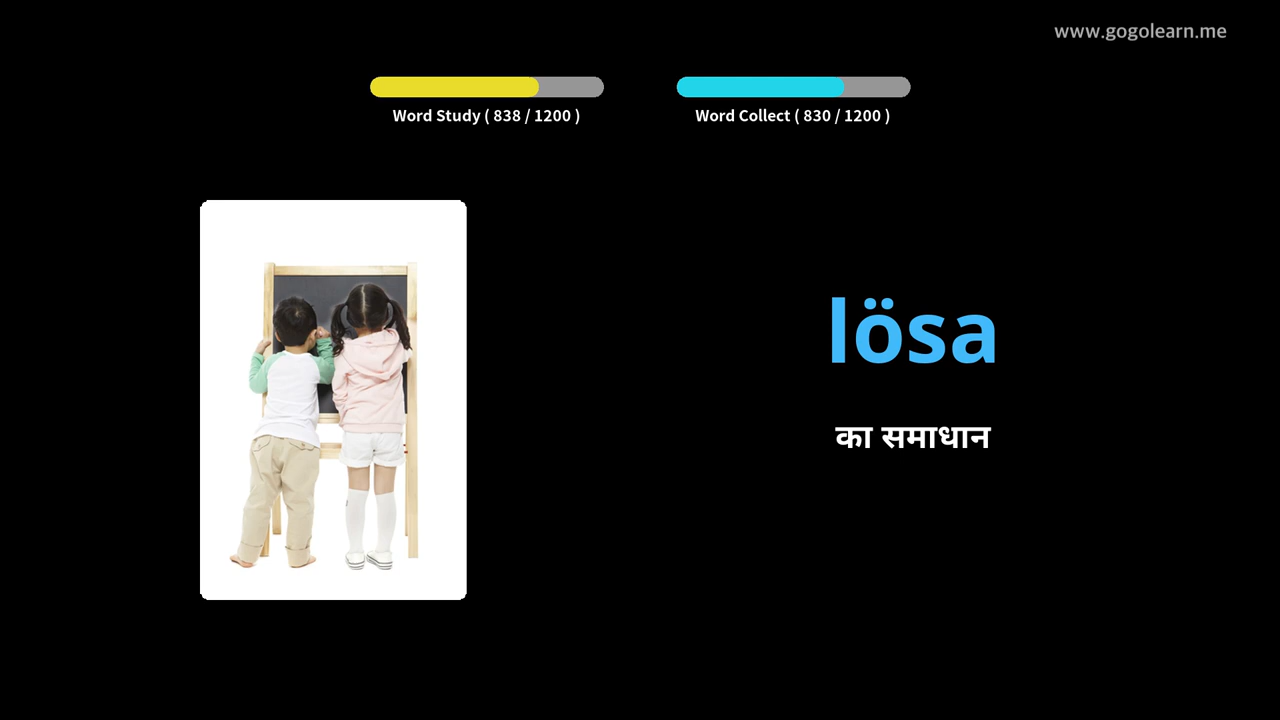 www.gogolearn.me
Word Study ( 838 / 1200 )
Word Collect ( 830 / 1200 )
lösa
का समाधान